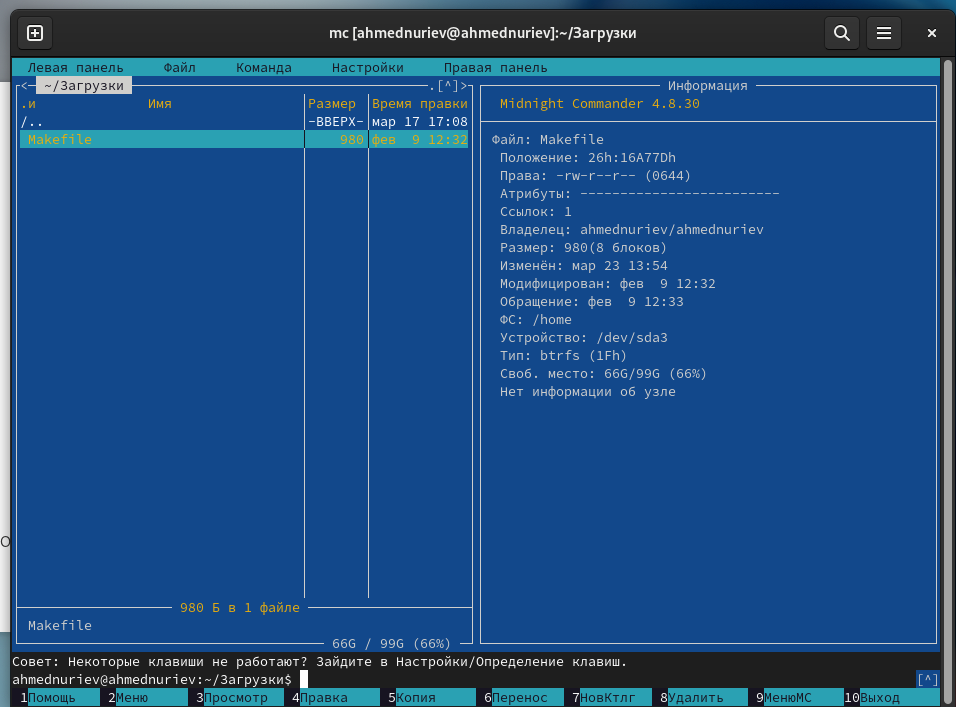 mc [ahmednuriev@ahmednuriev]:~/Загрузки
Левая панель Файл Команда Настройки Правая панель
<─ ~/Загрузки .[^]>
.и Имя Размер Время правки
/.. -ВВЕРХ- мар 17 17:08
Makefile 980 фев 9 12:32
980 Б в 1 файле
Makefile
66G / 99G (66%)
Информация
Midnight Commander 4.8.30
Файл: Makefile
Положение: 26h:16A77Dh
Права: -rw-r--r-- (0644)
Атрибуты: -------------------------
Ссылок: 1
Владелец: ahmednuriev/ahmednuriev
Размер: 980(8 блоков)
Изменён: мар 23 13:54
Модифицирован: фев 9 12:32
Обращение: фев 9 12:33
ФС: /home
Устройство: /dev/sda3
Тип: btrfs (1Fh)
Своб. место: 66G/99G (66%)
Нет информации об узле
Совет: Некоторые клавиши не работают? Зайдите в Настройки/Определение клавиш.
ahmednuriev@ahmednuriev:~/Загрузки$ [^]
1Помощь 2Меню 3Просмотр 4Правка 5Копия 6Перенос 7НовКтлг 8Удалить 9МенюMC 10Выход